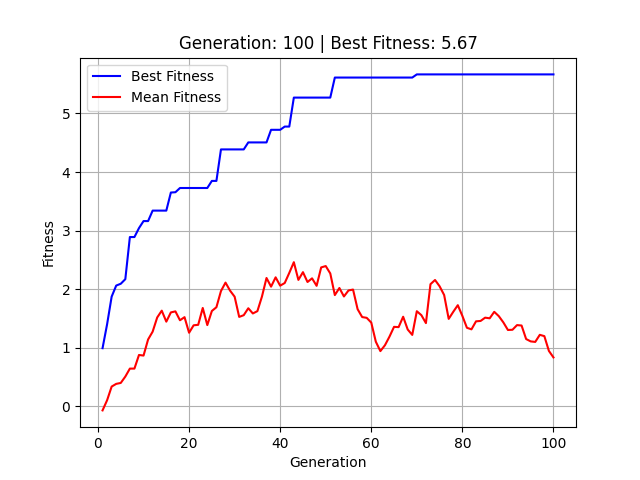 Generation: 100 | Best Fitness: 5.67
Best Fitness
Mean Fitness
Fitness
5
4
3
2
1
0
0 20 40 60 80 100
Generation